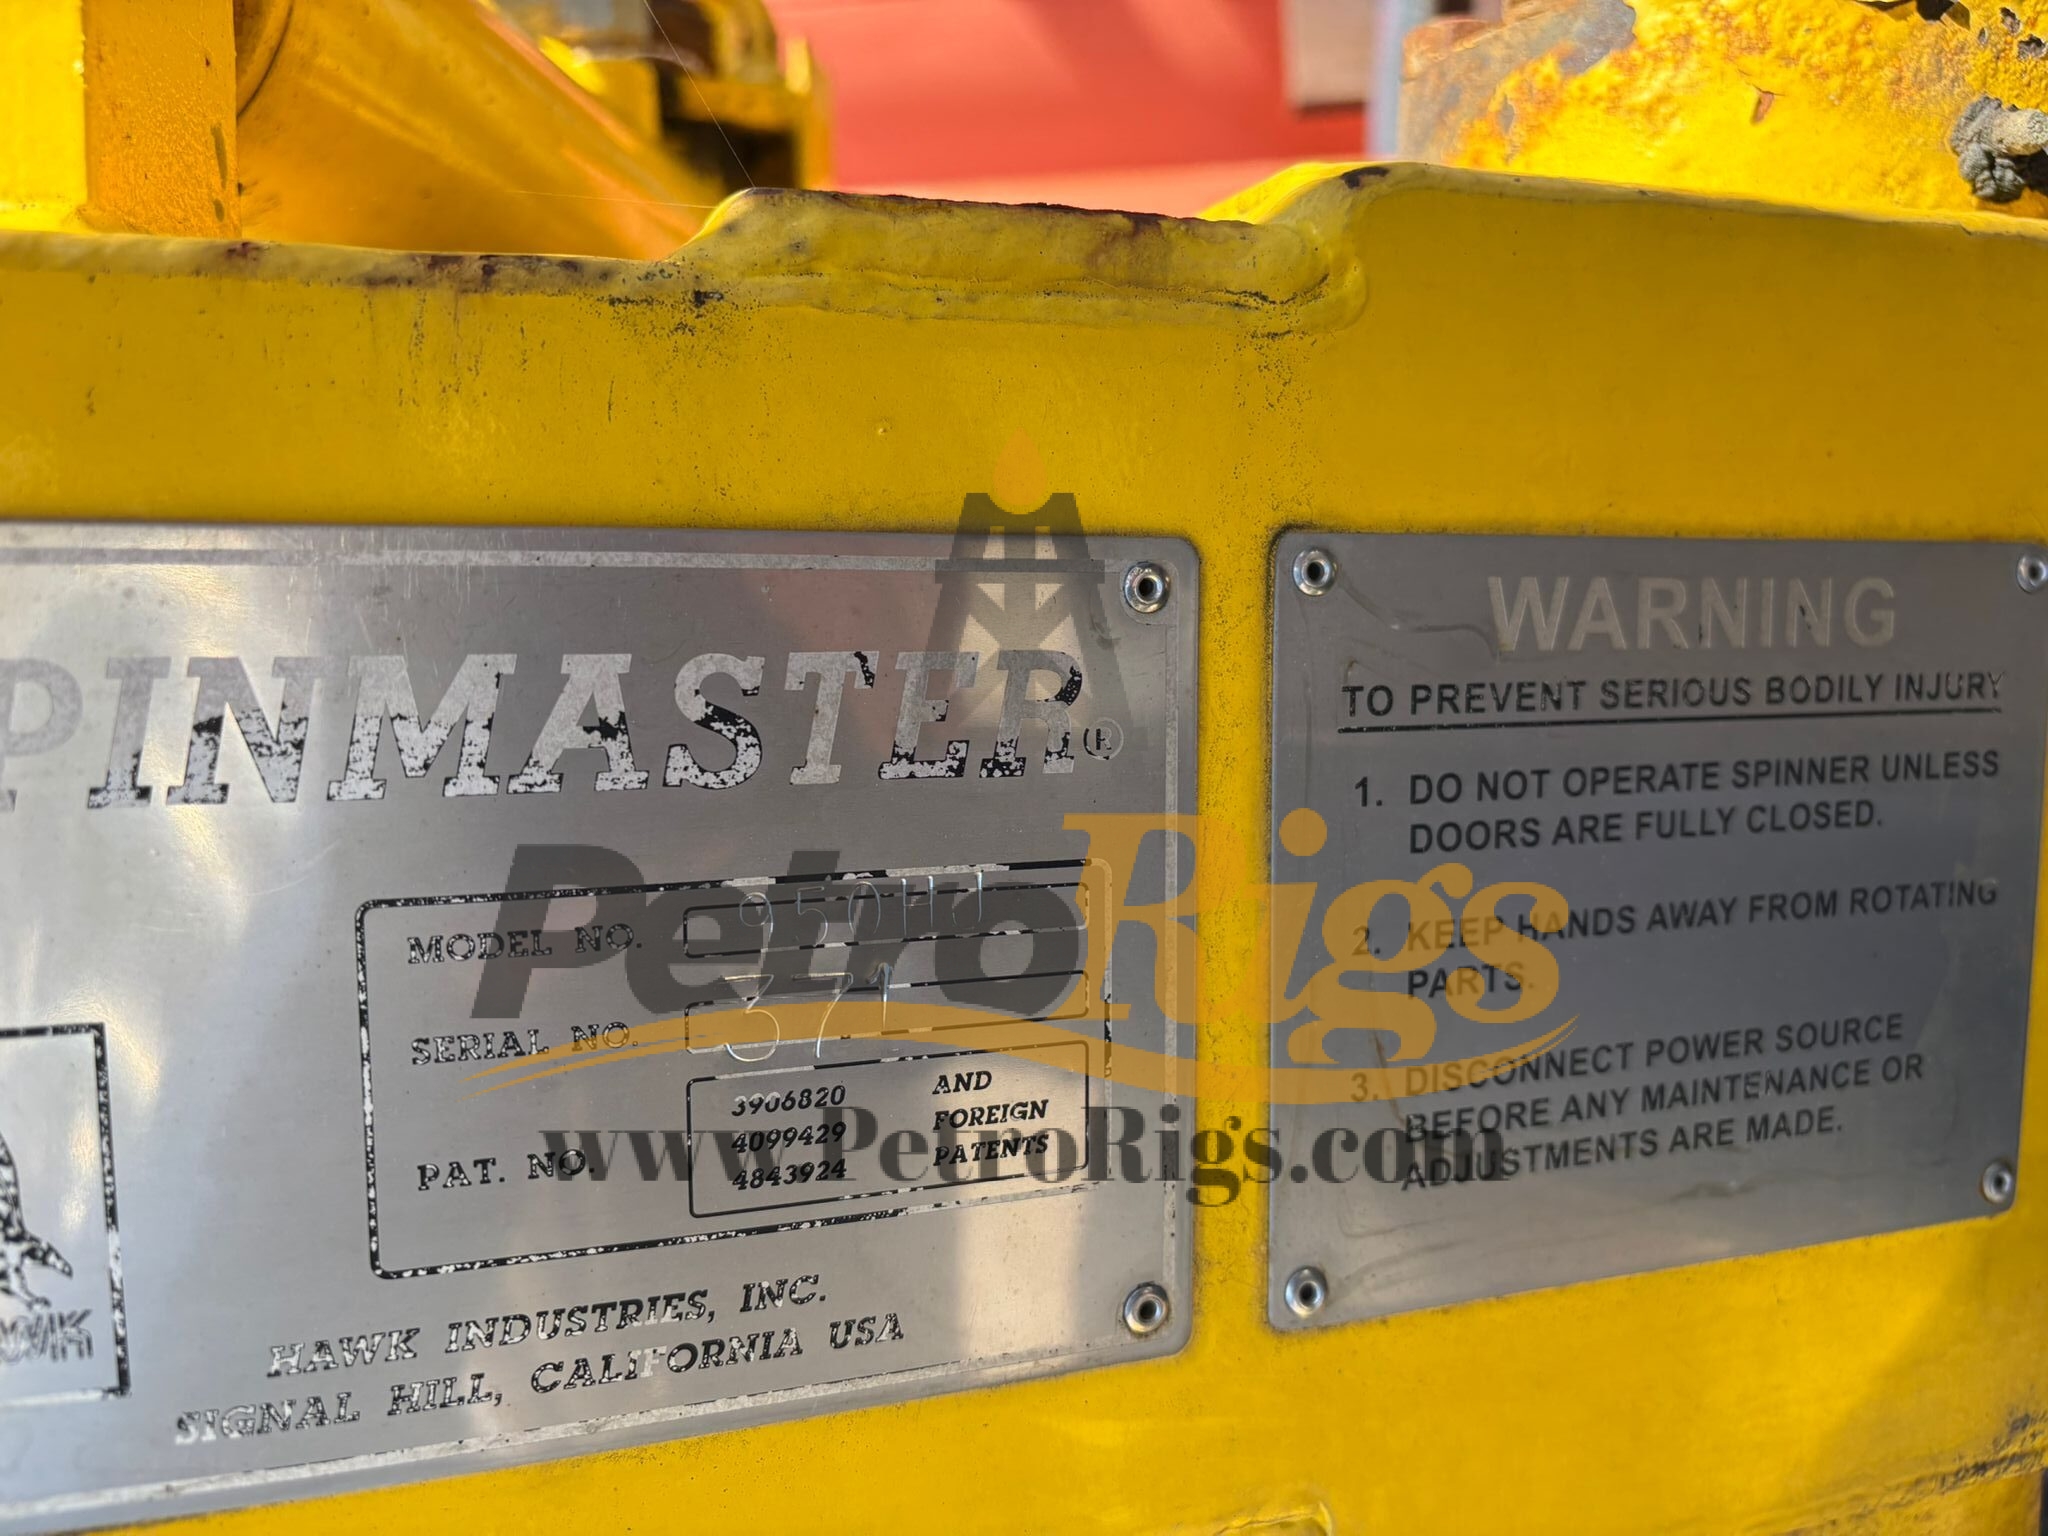 PINMASTER®
MODEL NO. 950HJ
SERIAL NO. 371
PAT. NO.
3906820
4099429
4843924
AND
FOREIGN
PATENTS
HAWK INDUSTRIES, INC.
SIGNAL HILL, CALIFORNIA USA
WK
WARNING
TO PREVENT SERIOUS BODILY INJURY
1. DO NOT OPERATE SPINNER UNLESS
DOORS ARE FULLY CLOSED.
2. KEEP HANDS AWAY FROM ROTATING
PARTS.
3. DISCONNECT POWER SOURCE
BEFORE ANY MAINTENANCE OR
ADJUSTMENTS ARE MADE.
PetroRigs
www.PetroRigs.com